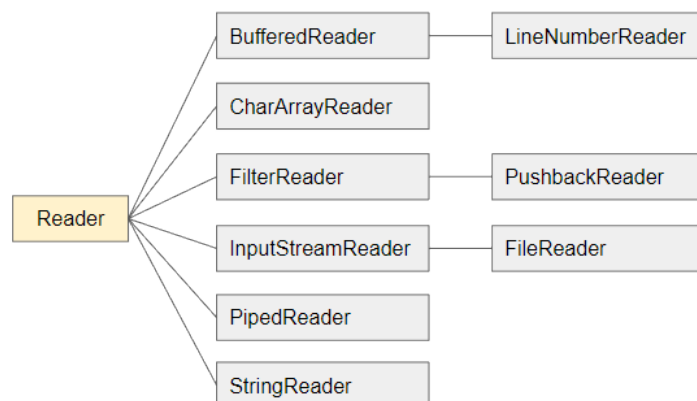 BufferedReader
LineNumberReader
CharArrayReader
FilterReader
PushbackReader
Reader
InputStreamReader
FileReader
PipedReader
StringReader